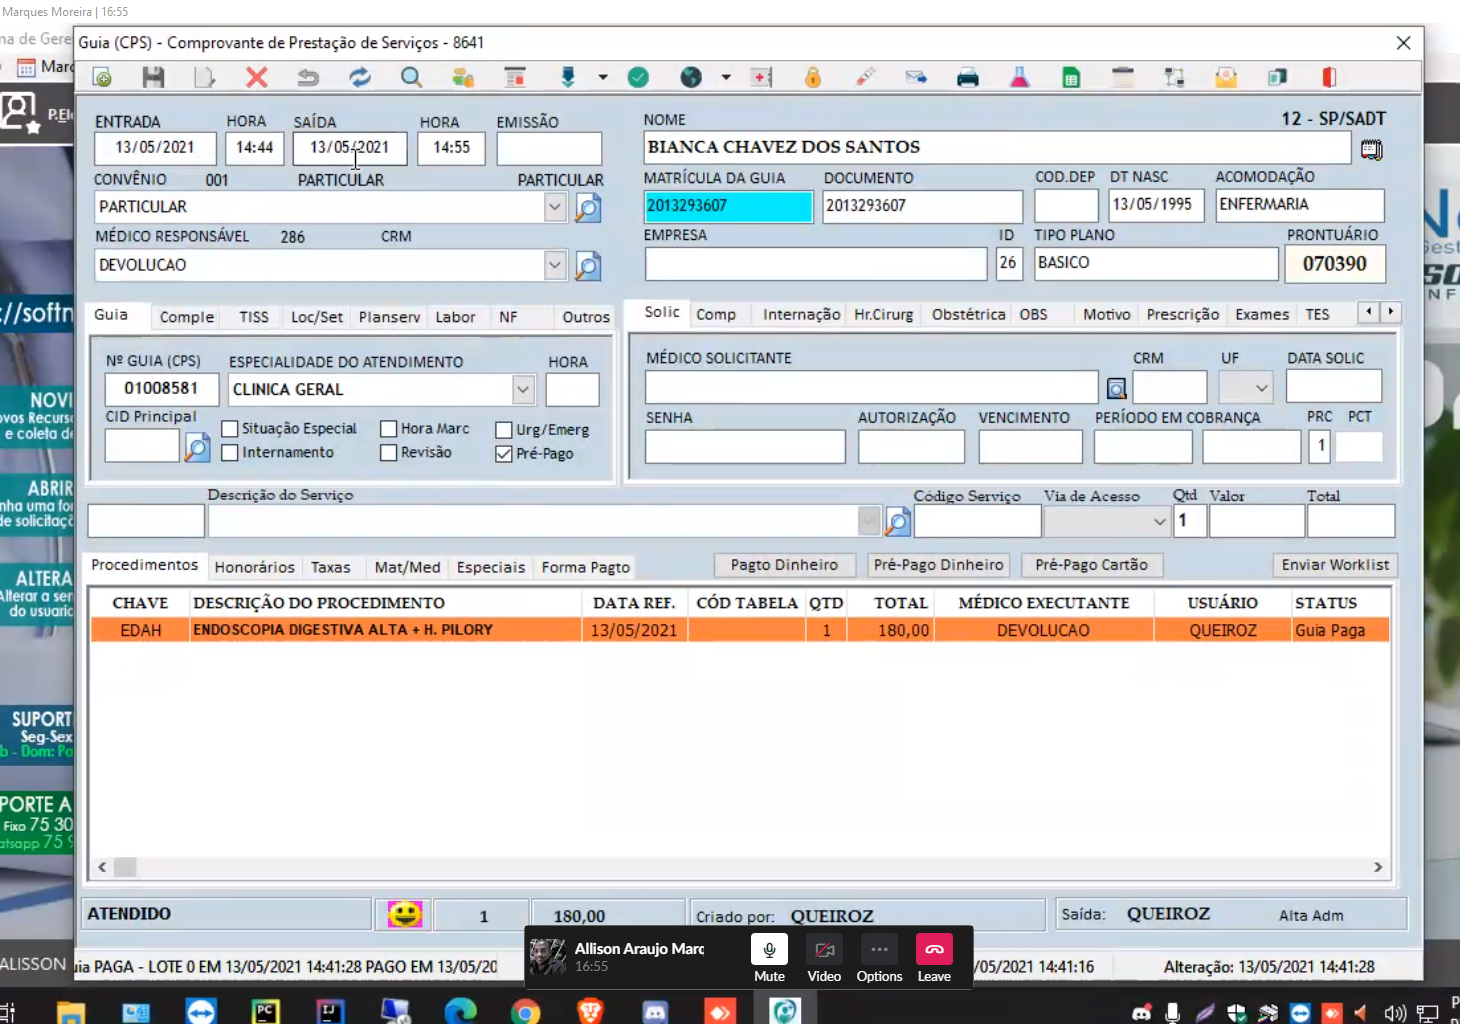 Marques Moreira | 16:55
Guia (CPS) - Comprovante de Prestação de Serviços - 8641
Marc
ENTRADA HORA SAÍDA HORA EMISSÃO
13/05/2021 14:44 13/05/2021 14:55
NOME 12 - SP/SADT
BIANCA CHAVEZ DOS SANTOS
CONVÊNIO 001 PARTICULAR PARTICULAR
PARTICULAR
MATRÍCULA DA GUIA DOCUMENTO COD.DEP DT NASC ACOMODAÇÃO
2013293607 2013293607 13/05/1995 ENFERMARIA
MÉDICO RESPONSÁVEL 286 CRM
DEVOLUCAO
EMPRESA ID TIPO PLANO PRONTUÁRIO
26 BASICO 070390
Guia Comple TISS Loc/Set Planserv Labor NF Outros
Solic Comp Internação Hr.Cirurg Obstétrica OBS Motivo Prescrição Exames TES
Nº GUIA (CPS) ESPECIALIDADE DO ATENDIMENTO HORA
01008581 CLINICA GERAL
CID Principal
Situação Especial Hora Marc Urg/Emerg
Internamento Revisão Pré-Pago
MÉDICO SOLICITANTE CRM UF DATA SOLIC
SENHA AUTORIZAÇÃO VENCIMENTO PERÍODO EM COBRANÇA PRC PCT
1
Descrição do Serviço Código Serviço Via de Acesso Qtd Valor Total
1
Procedimentos Honorários Taxas Mat/Med Especiais Forma Pagto
Pagto Dinheiro Pré-Pago Dinheiro Pré-Pago Cartão Enviar Worklist
CHAVE DESCRIÇÃO DO PROCEDIMENTO DATA REF. CÓD TABELA QTD TOTAL MÉDICO EXECUTANTE USUÁRIO STATUS
EDAH ENDOSCOPIA DIGESTIVA ALTA + H. PILORY 13/05/2021 1 180,00 DEVOLUCAO QUEIROZ Guia Paga
ATENDIDO 1 180,00 Criado por: QUEIROZ Saída: QUEIROZ Alta Adm
uia PAGA - LOTE 0 EM 13/05/2021 14:41:28 PAGO EM 13/05/20
/05/2021 14:41:16 Alteração: 13/05/2021 14:41:28
Allison Araujo Marc
16:55
Mute Video Options Leave
na de Gere
P.El
://softn
NOVI
ovos Recurso
e coleta de
ABRIR
nha uma for
de solicitaç
ALTERA
Alterar a sen
do usuario
SUPORT
Seg-Sex
b - Dom: Pa
PORTE A
Fixo 75 30
atsapp 75 9
ALISSON